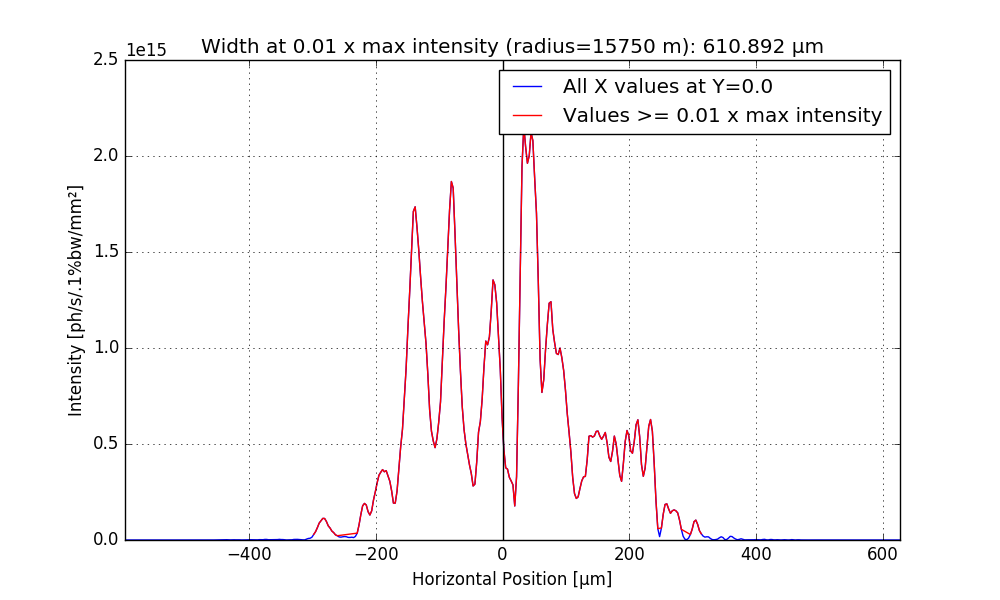 Width at 0.01 x max intensity (radius=15750 m): 610.892 µm
1e15
All X values at Y=0.0
Values >= 0.01 x max intensity
Intensity [ph/s/.1%bw/mm²]
2.5
2.0
1.5
1.0
0.5
0.0
−400 −200 0 200 400 600
Horizontal Position [µm]